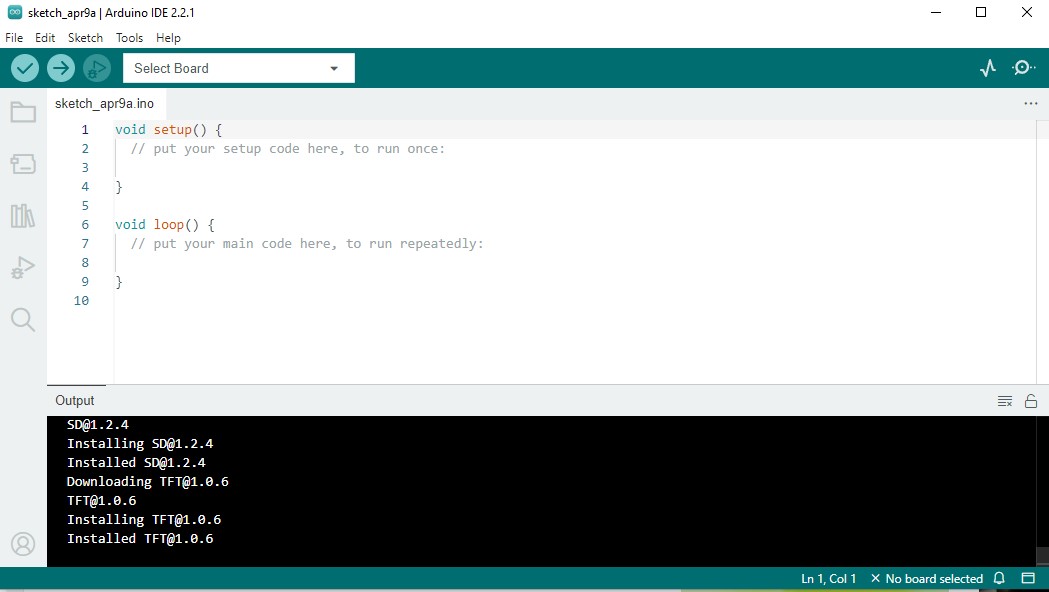 sketch_apr9a | Arduino IDE 2.2.1
File Edit Sketch Tools Help
Select Board
sketch_apr9a.ino
1 void setup() {
2 // put your setup code here, to run once:
3
4 }
5
6 void loop() {
7 // put your main code here, to run repeatedly:
8
9 }
10
Output
SD@1.2.4
Installing SD@1.2.4
Installed SD@1.2.4
Downloading TFT@1.0.6
TFT@1.0.6
Installing TFT@1.0.6
Installed TFT@1.0.6
Ln 1, Col 1 × No board selected